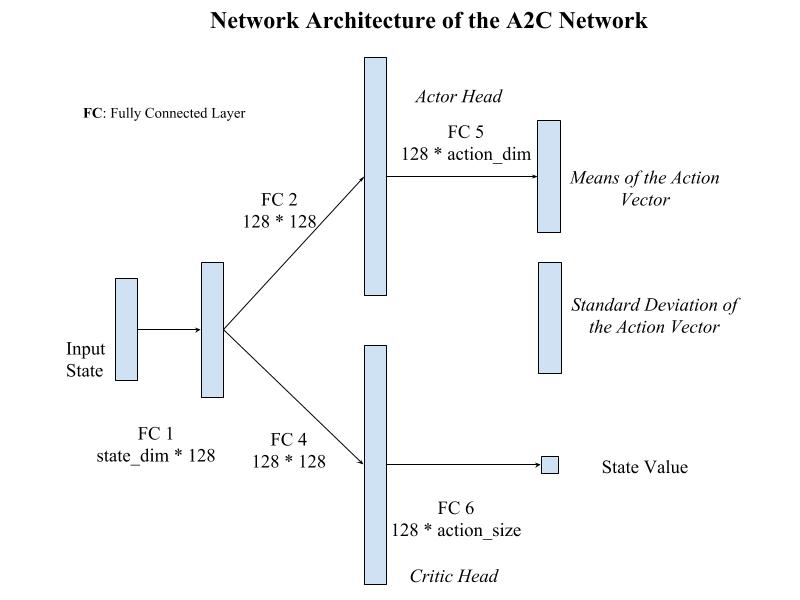 Network Architecture of the A2C Network
FC: Fully Connected Layer
Actor Head
FC 5
128 * action_dim
Means of the Action
Vector
FC 2
128 * 128
Standard Deviation of
the Action Vector
Input
State
FC 1
state_dim * 128
FC 4
128 * 128
State Value
FC 6
128 * action_size
Critic Head